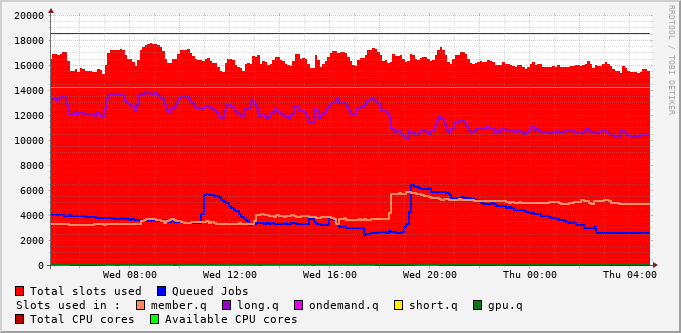 20000
18000
16000
14000
12000
10000
8000
6000
4000
2000
0
Wed 08:00 Wed 12:00 Wed 16:00 Wed 20:00 Thu 00:00 Thu 04:00
RRDTOOL / TOBI OETIKER
Total slots used Queued Jobs
Slots used in : member.q long.q ondemand.q short.q gpu.q
Total CPU cores Available CPU cores